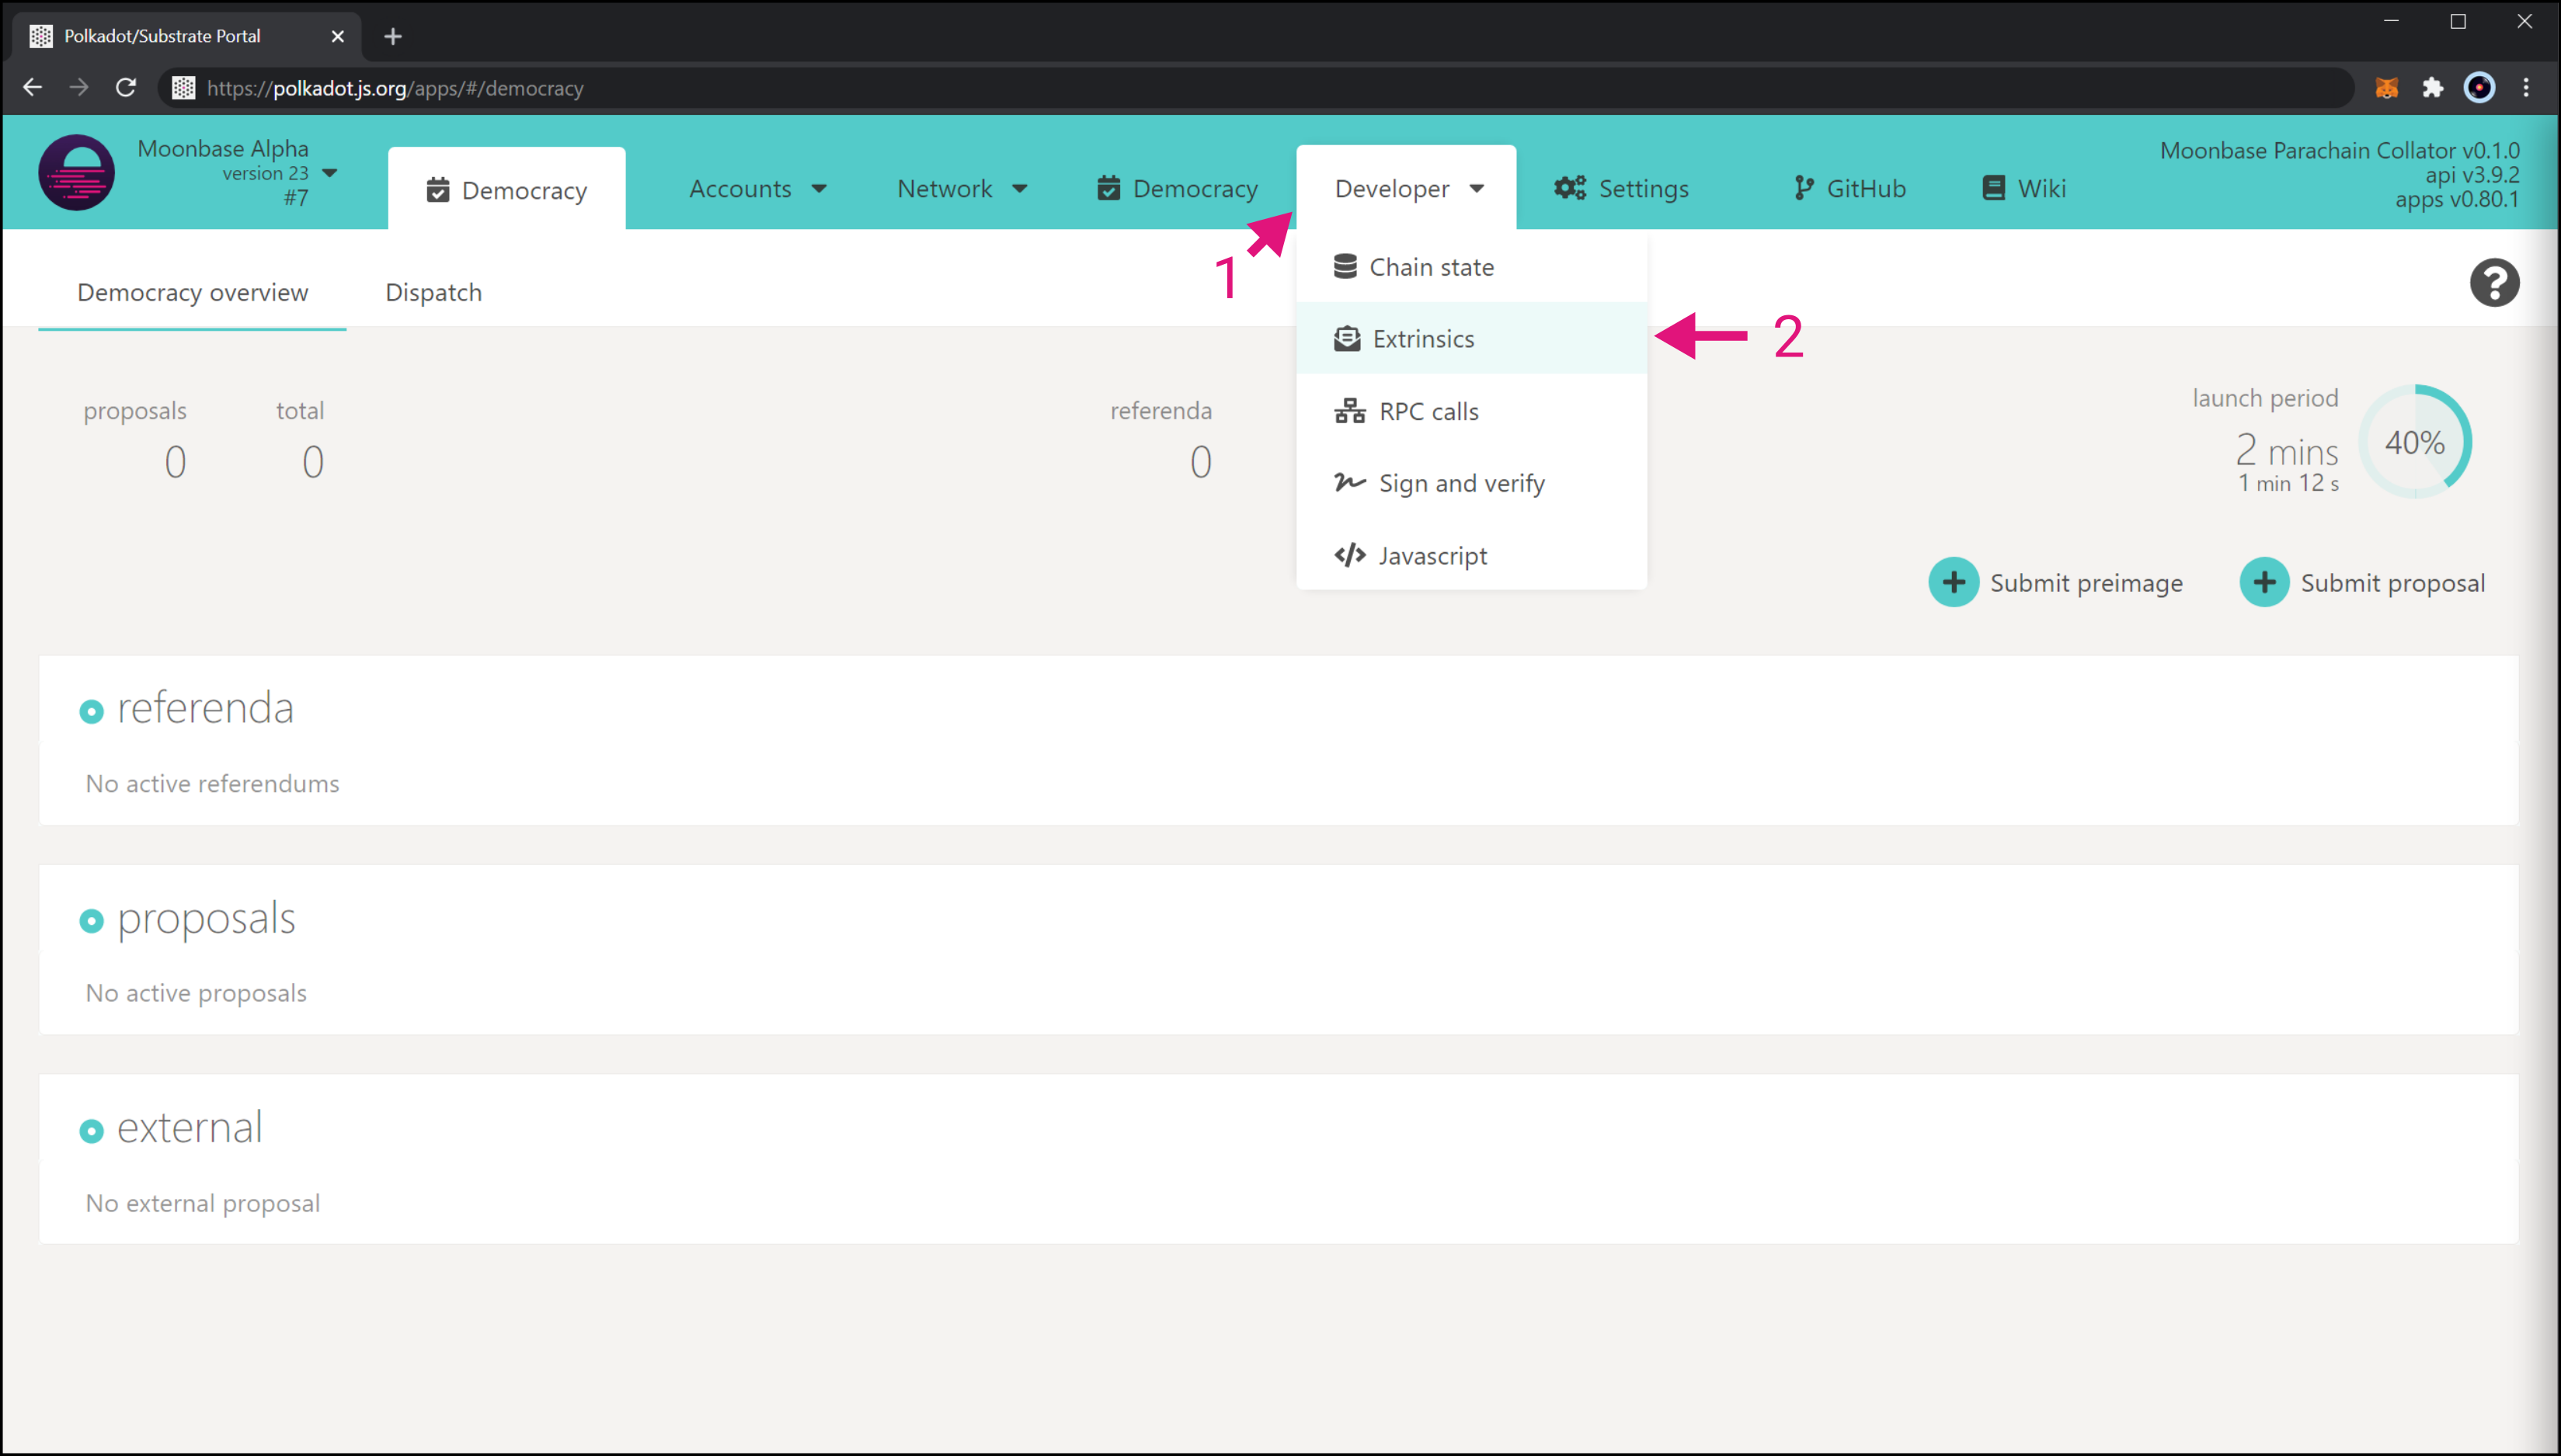 Polkadot/Substrate Portal
https://polkadot.js.org/apps/#/democracy
Moonbase Alpha
version 23
#7
Democracy
Accounts
Network
Democracy
Developer
Settings
GitHub
Wiki
Moonbase Parachain Collator v0.1.0
api v3.9.2
apps v0.80.1
1
Chain state
Extrinsics
2
RPC calls
Sign and verify
Javascript
Democracy overview
Dispatch
?
proposals
0
total
0
referenda
0
launch period
2 mins
1 min 12 s
40%
Submit preimage
Submit proposal
referenda
No active referendums
proposals
No active proposals
external
No external proposal